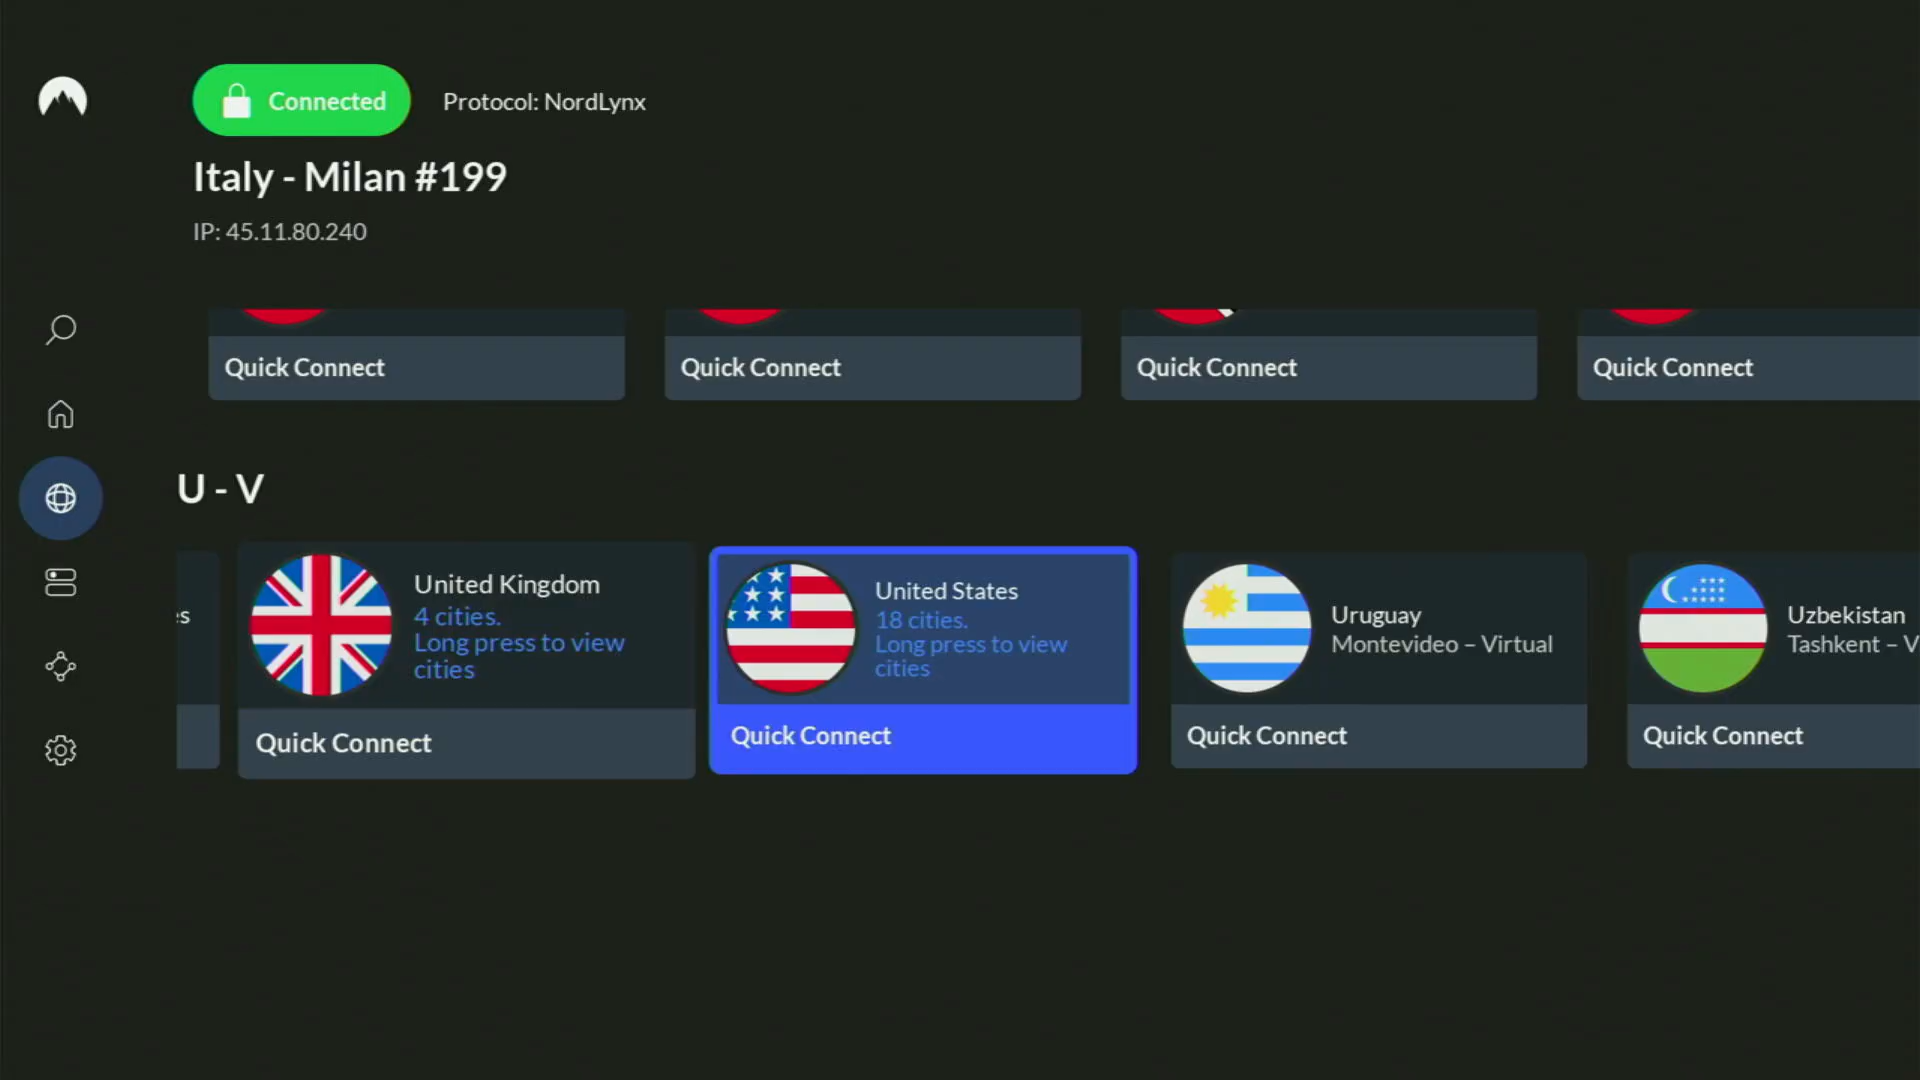 Connected
Protocol: NordLynx
Italy - Milan #199
IP: 45.11.80.240
Quick Connect
Quick Connect
Quick Connect
Quick Connect
U - V
United Kingdom
4 cities.
Long press to view
cities
Quick Connect
United States
18 cities.
Long press to view
cities
Quick Connect
Uruguay
Montevideo – Virtual
Quick Connect
Uzbekistan
Tashkent – V
Quick Connect